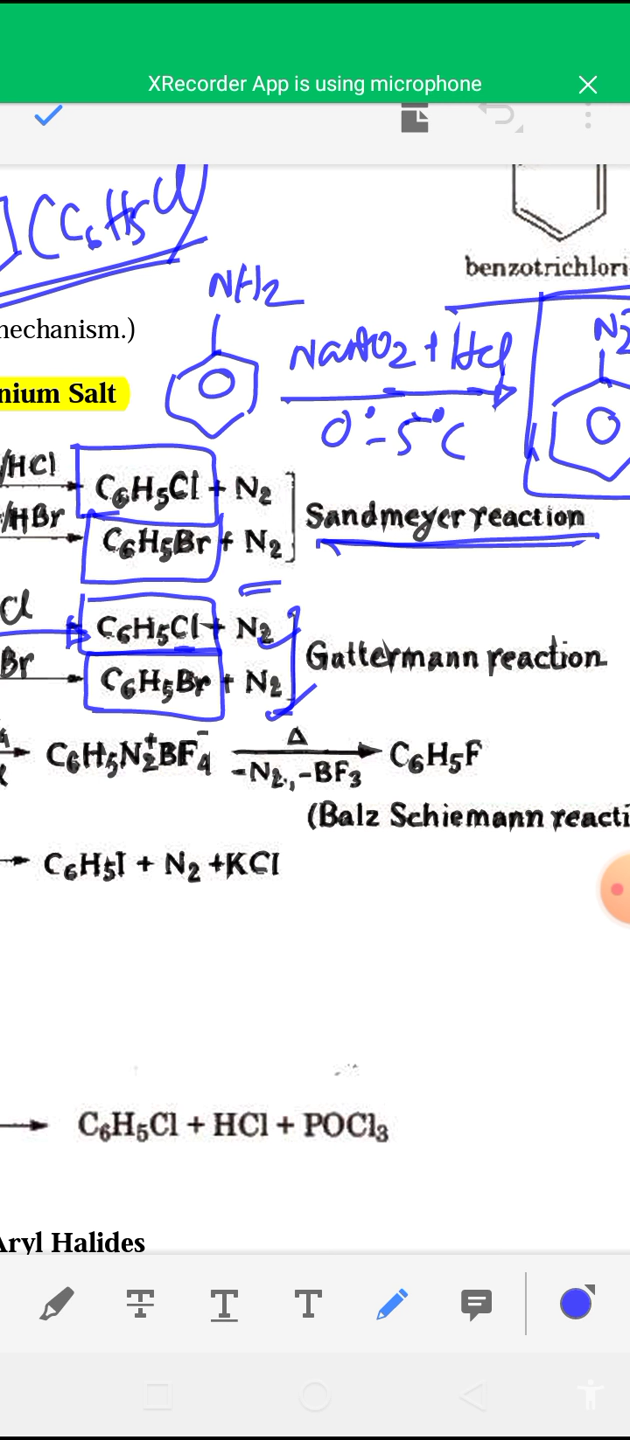 XRecorder App is using microphone
](C6H5Cl)
benzotrichlori
NH2
nechanism.)
NaNO2 + HCl
N2
nium Salt
0°-5°C
/HCl
C6H5Cl + N2
/HBr
Sandmeyer reaction
C6H5Br + N2
Cl
C6H5Cl + N2
Gattermann reaction
Br
C6H5Br + N2
C6H5N2+BF4- Δ C6H5F
-N2, -BF3
(Balz Schiemann reacti
→ C6H5I + N2 +KCl
→ C6H5Cl + HCl + POCl3
Aryl Halides
T T T